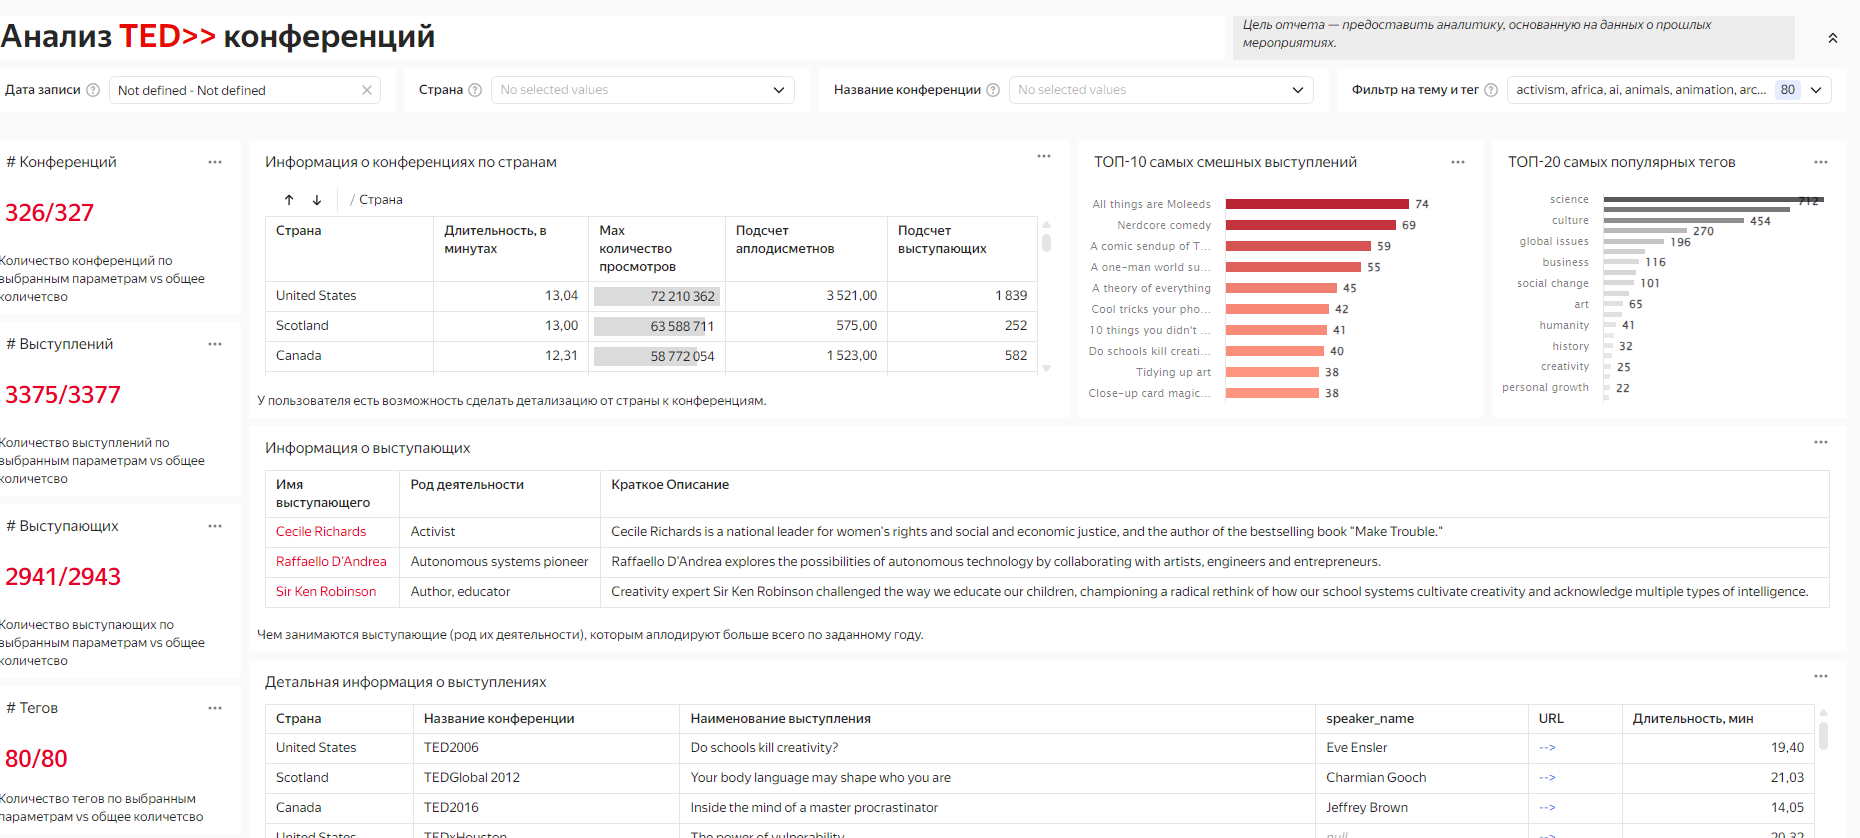 Анализ TED>> конференций
Цель отчета — предоставить аналитику, основанную на данных о прошлых
мероприятиях.
Дата записи
Not defined - Not defined
Страна
No selected values
Название конференции
No selected values
Фильтр на тему и тег
activism, africa, ai, animals, animation, arc... 80
# Конференций
326/327
Количество конференций по
выбранным параметрам vs общее
количетсво
# Выступлений
3375/3377
Количество выступлений по
выбранным параметрам vs общее
количетсво
# Выступающих
2941/2943
Количество выступающих по
выбранным параметрам vs общее
количетсво
# Тегов
80/80
Количество тегов по выбранным
параметрам vs общее количетсво
Информация о конференциях по странам
↑ ↓ / Страна
Страна Длительность, в Max Подсчет Подсчет
минутах количество аплодисметнов выступающих
просмотров
United States 13,04 72 210 362 3 521,00 1 839
Scotland 13,00 63 588 711 575,00 252
Canada 12,31 58 772 054 1 523,00 582
У пользователя есть возможность сделать детализацию от страны к конференциям.
ТОП-10 самых смешных выступлений
All things are Moleeds 74
Nerdcore comedy 69
A comic sendup of T... 59
A one-man world su... 55
A theory of everything 45
Cool tricks your pho... 42
10 things you didn't ... 41
Do schools kill creati... 40
Tidying up art 38
Close-up card magic... 38
ТОП-20 самых популярных тегов
science 712
culture 454
270
global issues 196
business 116
social change 101
art 65
humanity 41
history 32
creativity 25
personal growth 22
Информация о выступающих
Имя Род деятельности Краткое Описание
выступающего
Cecile Richards Activist Cecile Richards is a national leader for women's rights and social and economic justice, and the author of the bestselling book "Make Trouble."
Raffaello D'Andrea Autonomous systems pioneer Raffaello D'Andrea explores the possibilities of autonomous technology by collaborating with artists, engineers and entrepreneurs.
Sir Ken Robinson Author, educator Creativity expert Sir Ken Robinson challenged the way we educate our children, championing a radical rethink of how our school systems cultivate creativity and acknowledge multiple types of intelligence.
Чем занимаются выступающие (род их деятельности), которым аплодируют больше всего по заданному году.
Детальная информация о выступлениях
Страна Название конференции Наименование выступления speaker_name URL Длительность, мин
United States TED2006 Do schools kill creativity? Eve Ensler --> 19,40
Scotland TEDGlobal 2012 Your body language may shape who you are Charmian Gooch --> 21,03
Canada TED2016 Inside the mind of a master procrastinator Jeffrey Brown --> 14,05
United States TEDxHouston The power of vulnerability null --> 20,32